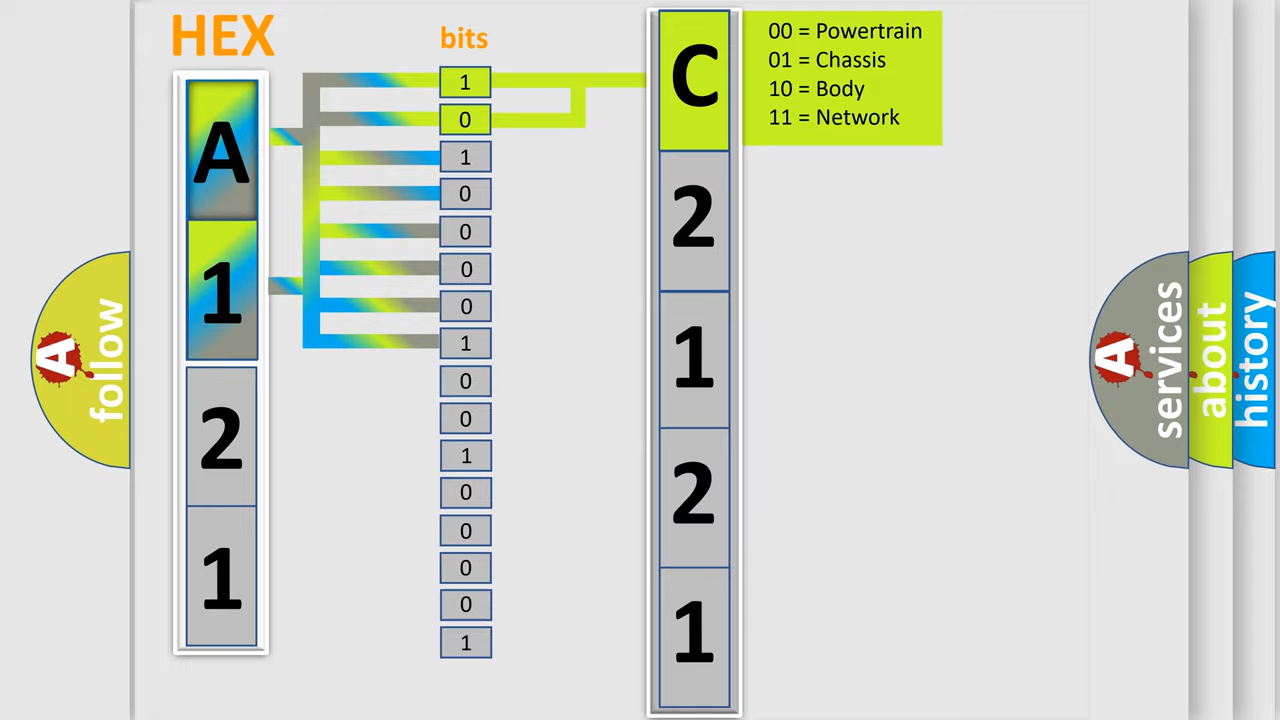 HEX
bits
A
1
2
1
1
0
1
0
0
0
0
1
0
0
1
0
0
0
0
1
C
2
1
2
1
00 = Powertrain
01 = Chassis
10 = Body
11 = Network
A
follow
A
services
about
history